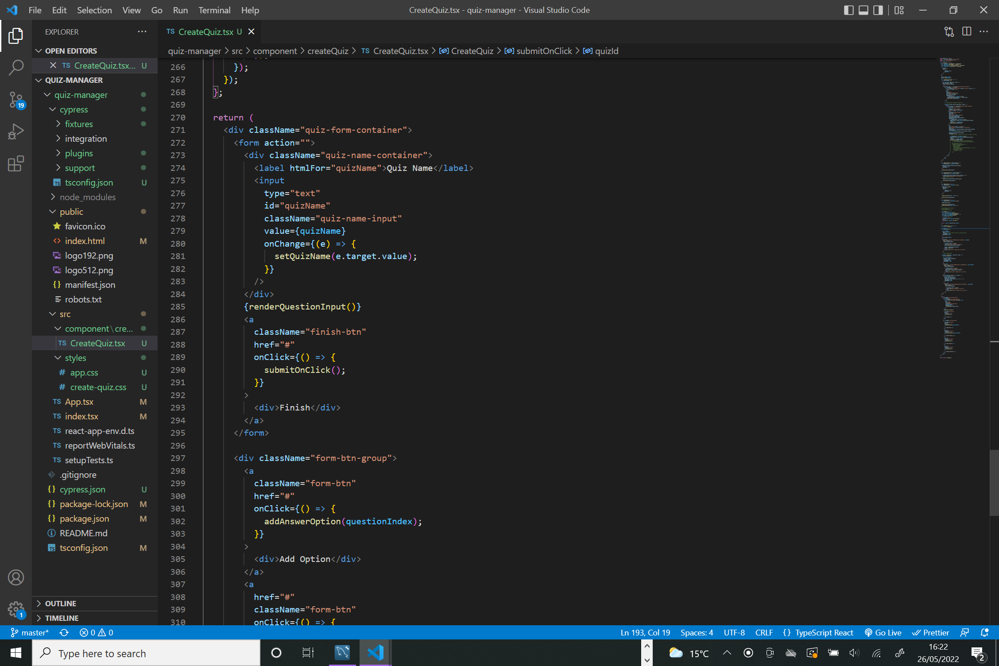 File Edit Selection View Go Run Terminal Help
CreateQuiz.tsx - quiz-manager - Visual Studio Code
EXPLORER
OPEN EDITORS
TS CreateQuiz.tsx... U
QUIZ-MANAGER
quiz-manager
cypress
fixtures
integration
plugins
support
tsconfig.json U
node_modules
public
favicon.ico
index.html M
logo192.png
logo512.png
manifest.json
robots.txt
src
component\cre...
TS CreateQuiz.tsx U
styles
# app.css U
# create-quiz.css U
TS App.tsx M
TS index.tsx M
TS react-app-env.d.ts
TS reportWebVitals.ts
TS setupTests.ts
.gitignore
{} cypress.json U
{} package-lock.json M
{} package.json M
README.md
tsconfig.json M
OUTLINE
TIMELINE
19
1
TS CreateQuiz.tsx U
quiz-manager > src > component > createQuiz > TS CreateQuiz.tsx > CreateQuiz > submitOnClick > quizId
266 });
267 });
268 };
269
270 return (
271 <div className="quiz-form-container">
272 <form action="">
273 <div className="quiz-name-container">
274 <label htmlFor="quizName">Quiz Name</label>
275 <input
276 type="text"
277 id="quizName"
278 className="quiz-name-input"
279 value={quizName}
280 onChange={(e) => {
281 setQuizName(e.target.value);
282 }}
283 />
284 </div>
285 {renderQuestionInput()}
286 <a
287 className="finish-btn"
288 href="#"
289 onClick={() => {
290 submitOnClick();
291 }}
292 >
293 <div>Finish</div>
294 </a>
295 </form>
296
297 <div className="form-btn-group">
298 <a
299 className="form-btn"
300 href="#"
301 onClick={() => {
302 addAnswerOption(questionIndex);
303 }}
304 >
305 <div>Add Option</div>
306 </a>
307 <a
308 href="#"
309 className="form-btn"
310 onClick={() => {
master* 0 0
Ln 193, Col 19 Spaces: 4 UTF-8 CRLF {} TypeScript React Go Live Prettier
Type here to search
15°C
16:22
26/05/2022
2